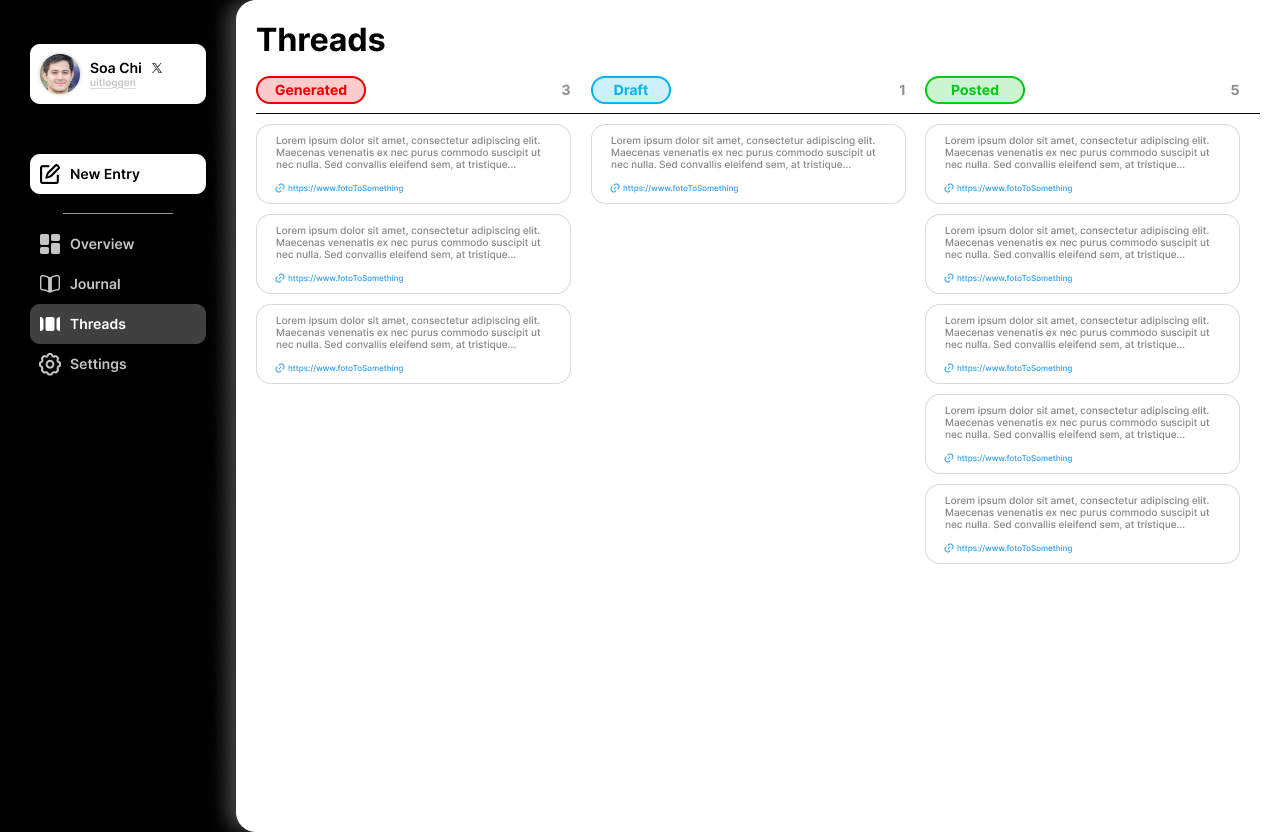 Soa Chi 𝕏
uitloggen
New Entry
Overview
Journal
Threads
Settings
Threads
Generated 3
Lorem ipsum dolor sit amet, consectetur adipiscing elit.
Maecenas venenatis ex nec purus commodo suscipit ut
nec nulla. Sed convallis eleifend sem, at tristique...
https://www.fotoToSomething
Lorem ipsum dolor sit amet, consectetur adipiscing elit.
Maecenas venenatis ex nec purus commodo suscipit ut
nec nulla. Sed convallis eleifend sem, at tristique...
https://www.fotoToSomething
Lorem ipsum dolor sit amet, consectetur adipiscing elit.
Maecenas venenatis ex nec purus commodo suscipit ut
nec nulla. Sed convallis eleifend sem, at tristique...
https://www.fotoToSomething
Draft 1
Lorem ipsum dolor sit amet, consectetur adipiscing elit.
Maecenas venenatis ex nec purus commodo suscipit ut
nec nulla. Sed convallis eleifend sem, at tristique...
https://www.fotoToSomething
Posted 5
Lorem ipsum dolor sit amet, consectetur adipiscing elit.
Maecenas venenatis ex nec purus commodo suscipit ut
nec nulla. Sed convallis eleifend sem, at tristique...
https://www.fotoToSomething
Lorem ipsum dolor sit amet, consectetur adipiscing elit.
Maecenas venenatis ex nec purus commodo suscipit ut
nec nulla. Sed convallis eleifend sem, at tristique...
https://www.fotoToSomething
Lorem ipsum dolor sit amet, consectetur adipiscing elit.
Maecenas venenatis ex nec purus commodo suscipit ut
nec nulla. Sed convallis eleifend sem, at tristique...
https://www.fotoToSomething
Lorem ipsum dolor sit amet, consectetur adipiscing elit.
Maecenas venenatis ex nec purus commodo suscipit ut
nec nulla. Sed convallis eleifend sem, at tristique...
https://www.fotoToSomething
Lorem ipsum dolor sit amet, consectetur adipiscing elit.
Maecenas venenatis ex nec purus commodo suscipit ut
nec nulla. Sed convallis eleifend sem, at tristique...
https://www.fotoToSomething